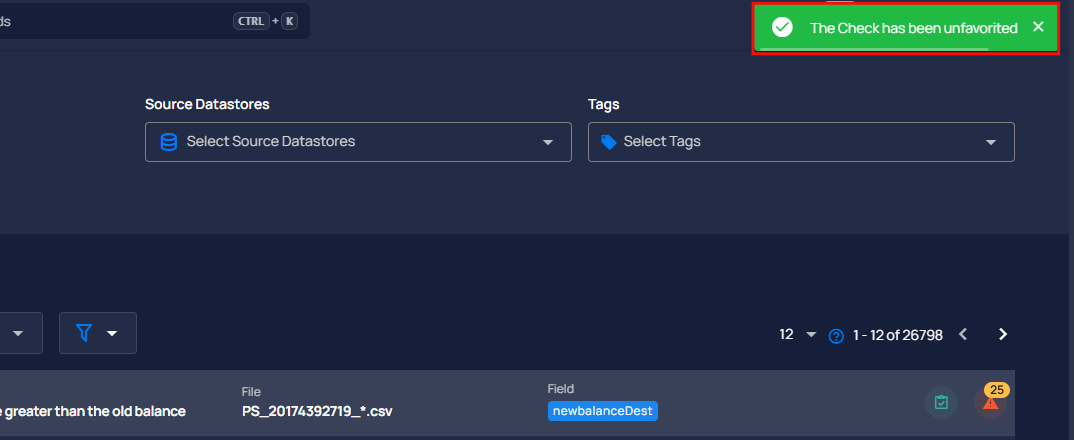 ds
CTRL + K
The Check has been unfavorited
Source Datastores
Tags
Select Source Datastores
Select Tags
12
1 - 12 of 26798
File
Field
25
e greater than the old balance
PS_20174392719_*.csv
newbalanceDest